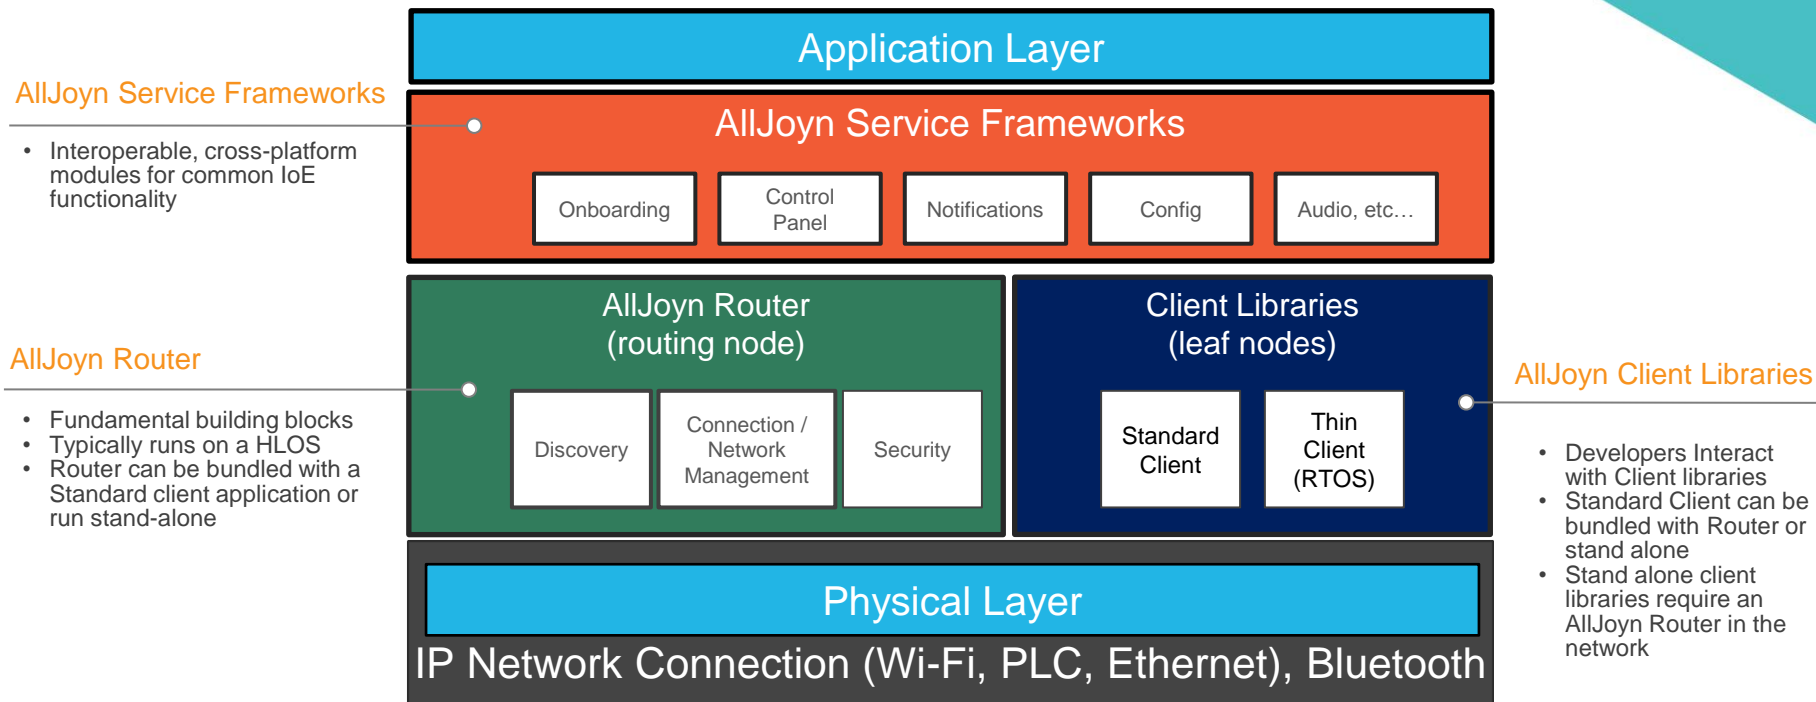 Application Layer
AllJoyn Service Frameworks
• Interoperable, cross-platform
modules for common IoE
functionality
AllJoyn Service Frameworks
Onboarding
Control
Panel
Notifications
Config
Audio, etc…
AllJoyn Router
• Fundamental building blocks
• Typically runs on a HLOS
• Router can be bundled with a
Standard client application or
run stand-alone
AllJoyn Router
(routing node)
Discovery
Connection /
Network
Management
Security
Client Libraries
(leaf nodes)
Standard
Client
Thin
Client
(RTOS)
AllJoyn Client Libraries
• Developers Interact
with Client libraries
• Standard Client can be
bundled with Router or
stand alone
• Stand alone client
libraries require an
AllJoyn Router in the
network
Physical Layer
IP Network Connection (Wi-Fi, PLC, Ethernet), Bluetooth